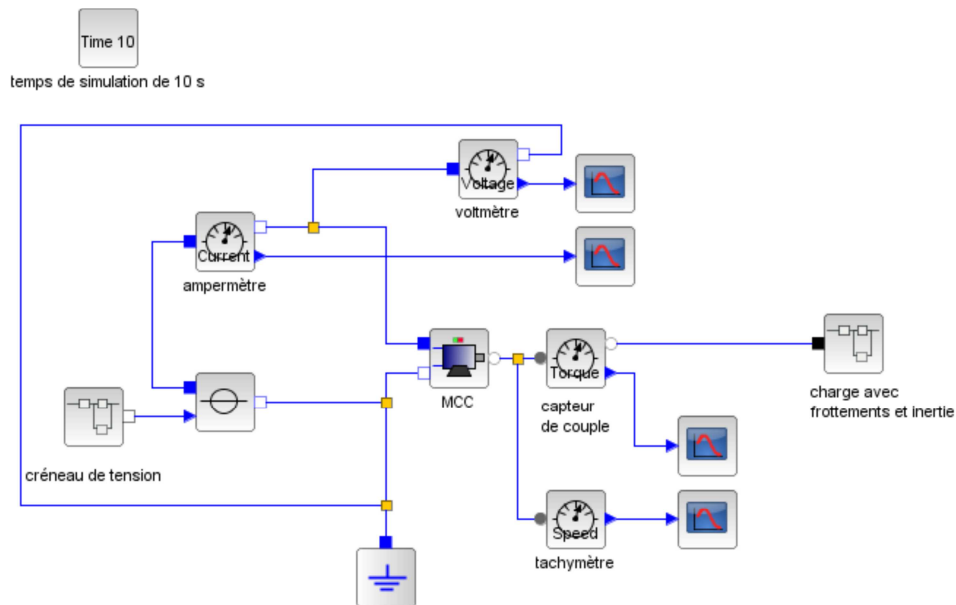 Time 10
temps de simulation de 10 s
Voltage
voltmètre
Current
ampermètre
MCC
Torque
capteur
de couple
charge avec
frottements et inertie
créneau de tension
Speed
tachymètre